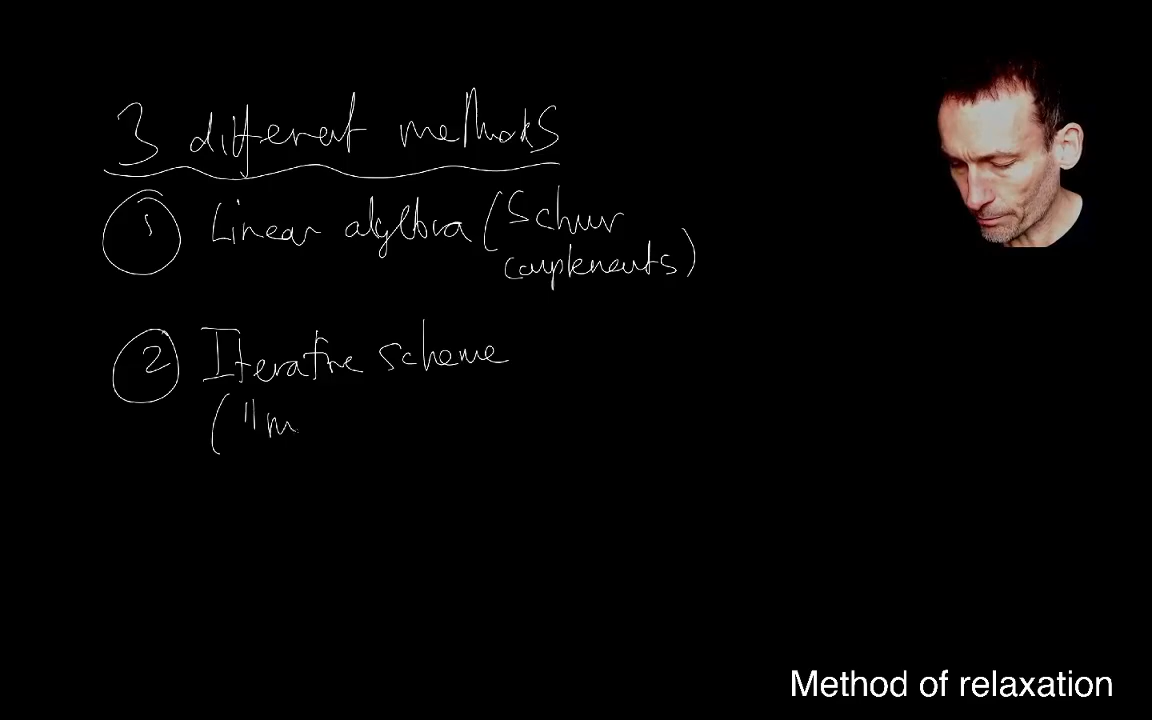 3 different methods
1 Linear algebra (Schur
complements)
2 Iterative scheme
("m
Method of relaxation